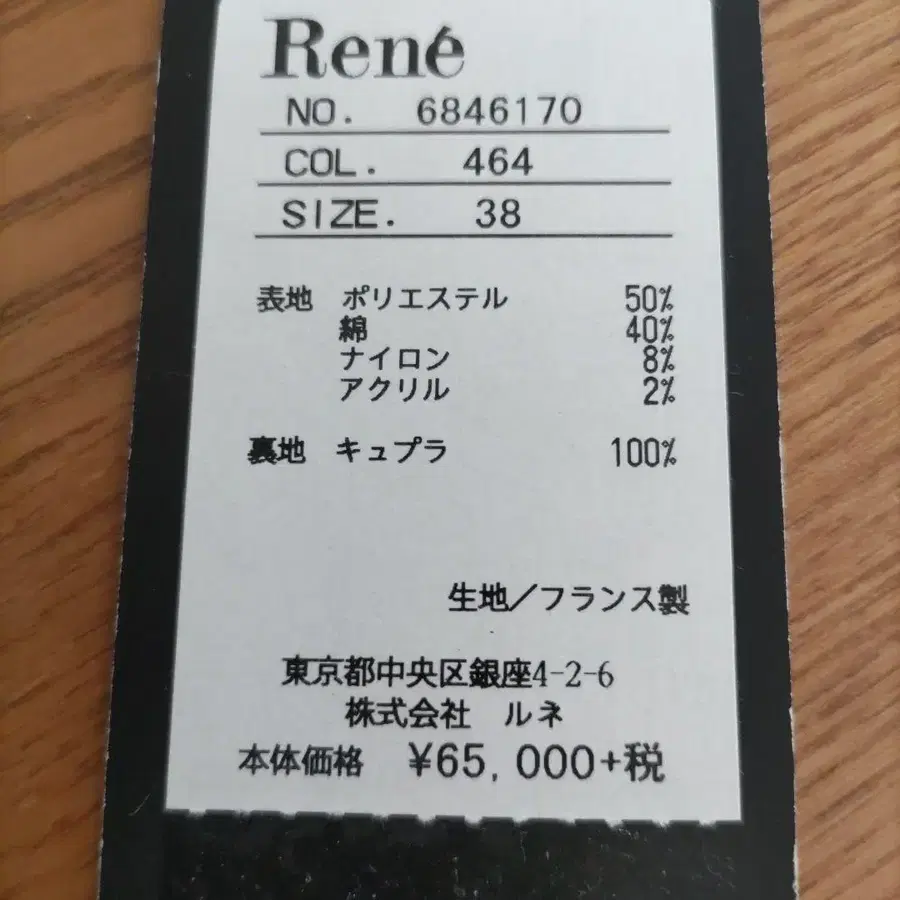 René
NO. 6846170
COL. 464
SIZE. 38
表地 ポリエステル 50%
綿 40%
ナイロン 8%
アクリル 2%
裏地 キュプラ 100%
生地/フランス製
東京都中央区銀座4-2-6
株式会社 ルネ
本体価格 ¥65,000+税